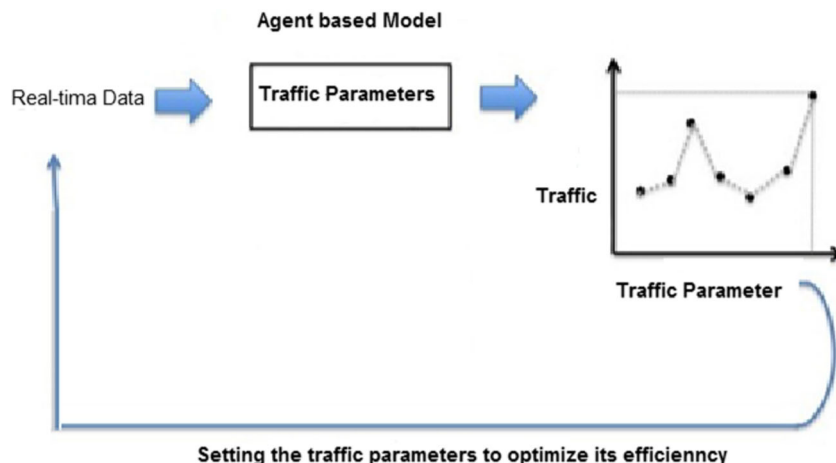 Agent based Model
Real-tima Data
Traffic Parameters
Traffic
Traffic Parameter
Setting the traffic parameters to optimize its efficienncy